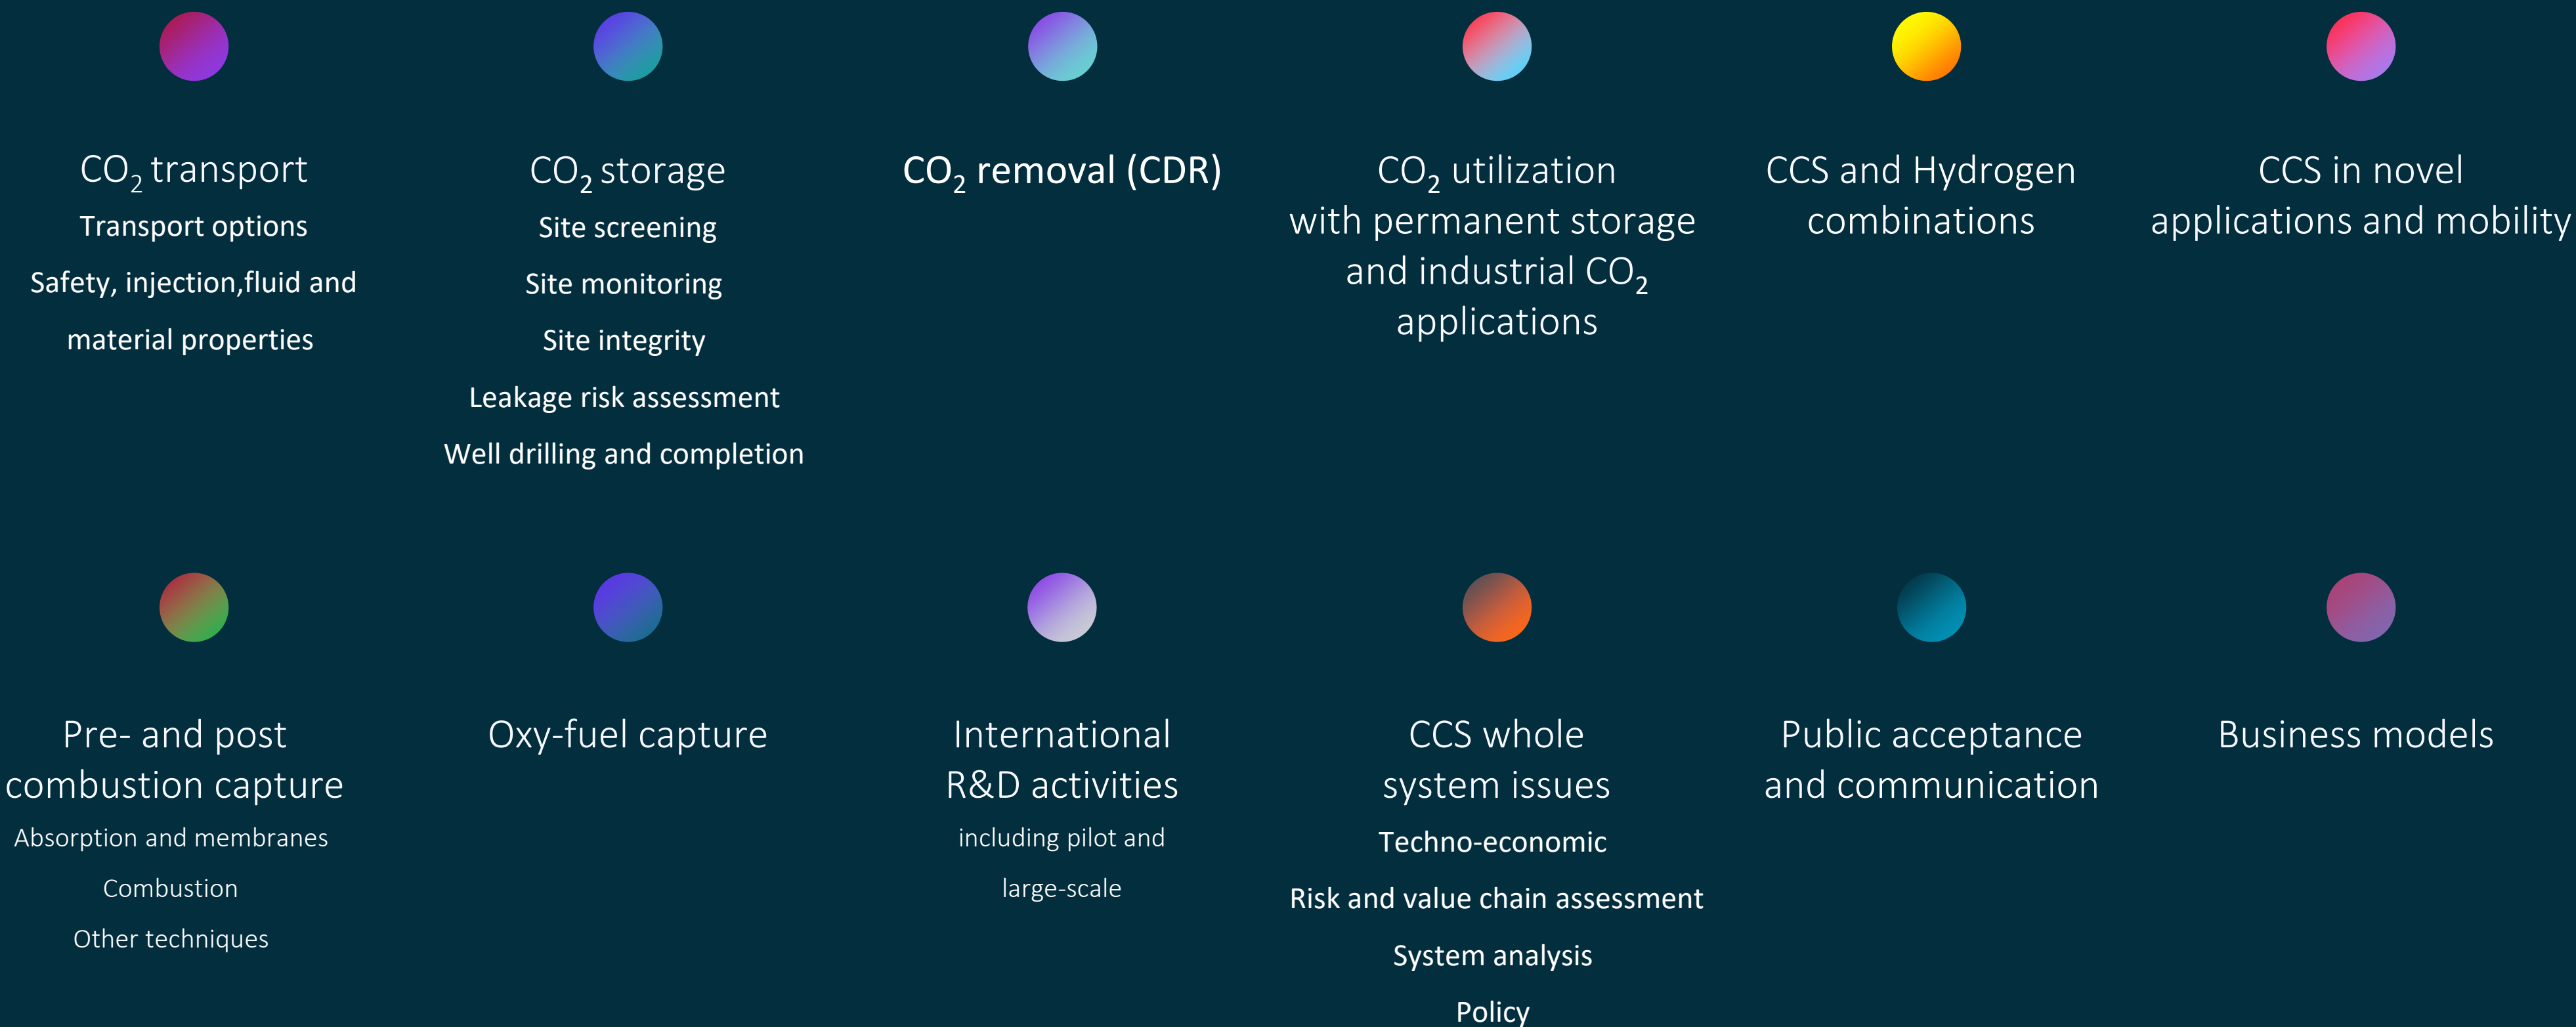 CO₂ transport
Transport options
Safety, injection,fluid and
material properties
CO₂ storage
Site screening
Site monitoring
Site integrity
Leakage risk assessment
Well drilling and completion
CO₂ removal (CDR)
CO₂ utilization
with permanent storage
and industrial CO₂
applications
CCS and Hydrogen
combinations
CCS in novel
applications and mobility
Pre- and post
combustion capture
Absorption and membranes
Combustion
Other techniques
Oxy-fuel capture
International
R&D activities
including pilot and
large-scale
CCS whole
system issues
Techno-economic
Risk and value chain assessment
System analysis
Policy
Public acceptance
and communication
Business models